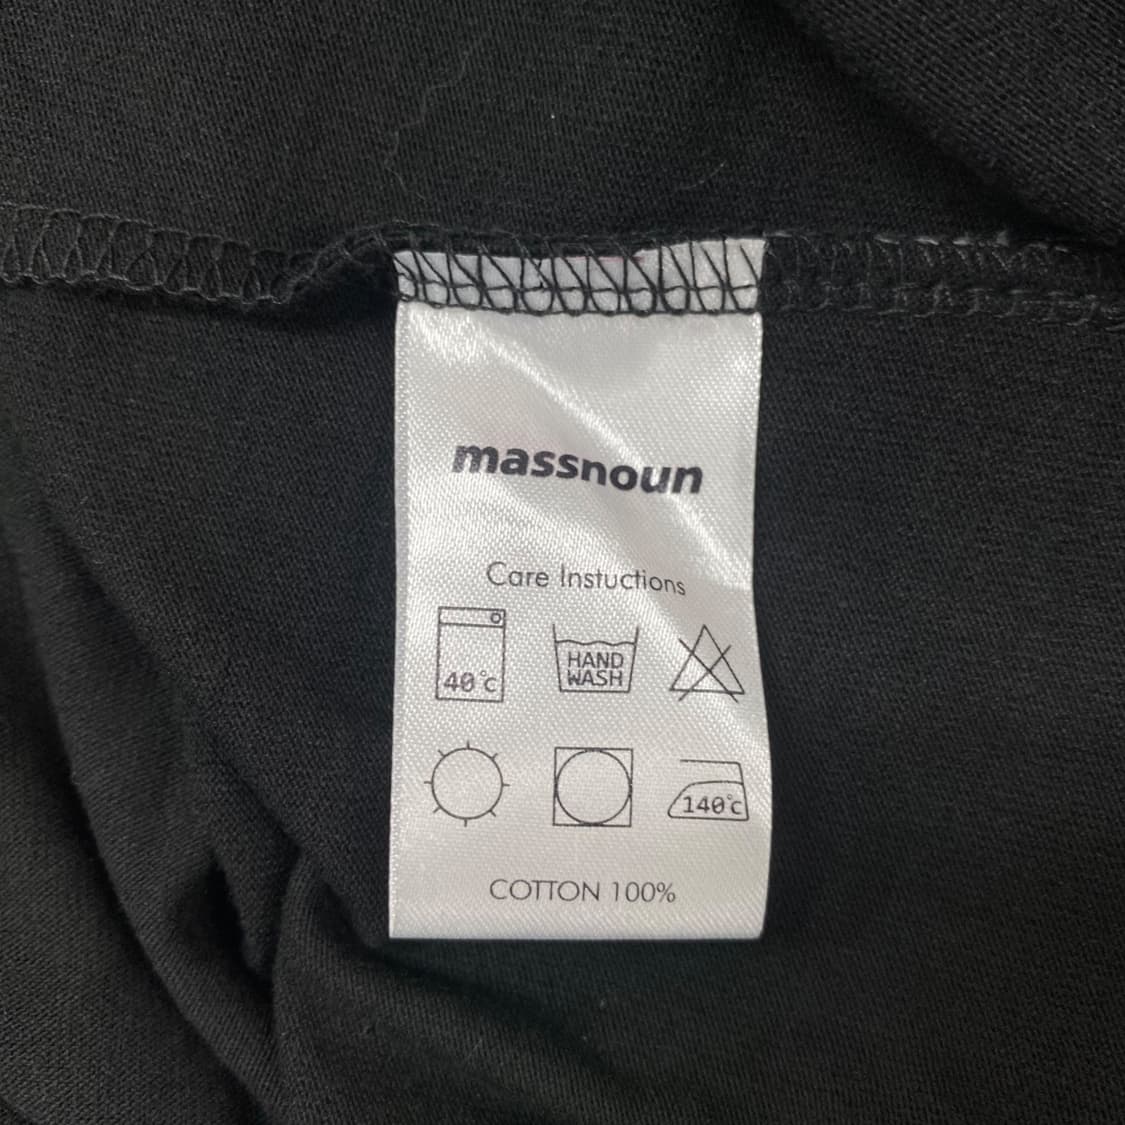 massnoun
Care Instuctions
40°c
HAND
WASH
140°c
COTTON 100%